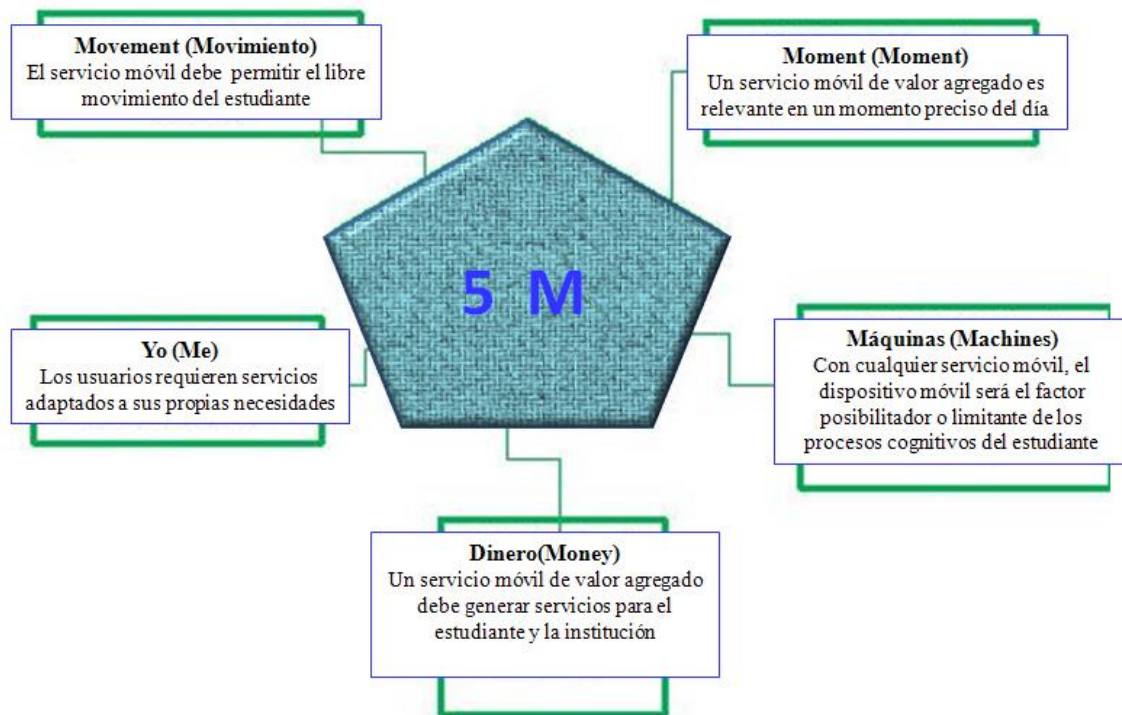 Movement (Movimiento)
El servicio móvil debe permitir el libre
movimiento del estudiante
Moment (Moment)
Un servicio móvil de valor agregado es
relevante en un momento preciso del día
5 M
Yo (Me)
Los usuarios requieren servicios
adaptados a sus propias necesidades
Máquinas (Machines)
Con cualquier servicio móvil, el
dispositivo móvil será el factor
posibilitador o limitante de los
procesos cognitivos del estudiante
Dinero(Money)
Un servicio móvil de valor agregado
debe generar servicios para el
estudiante y la institución